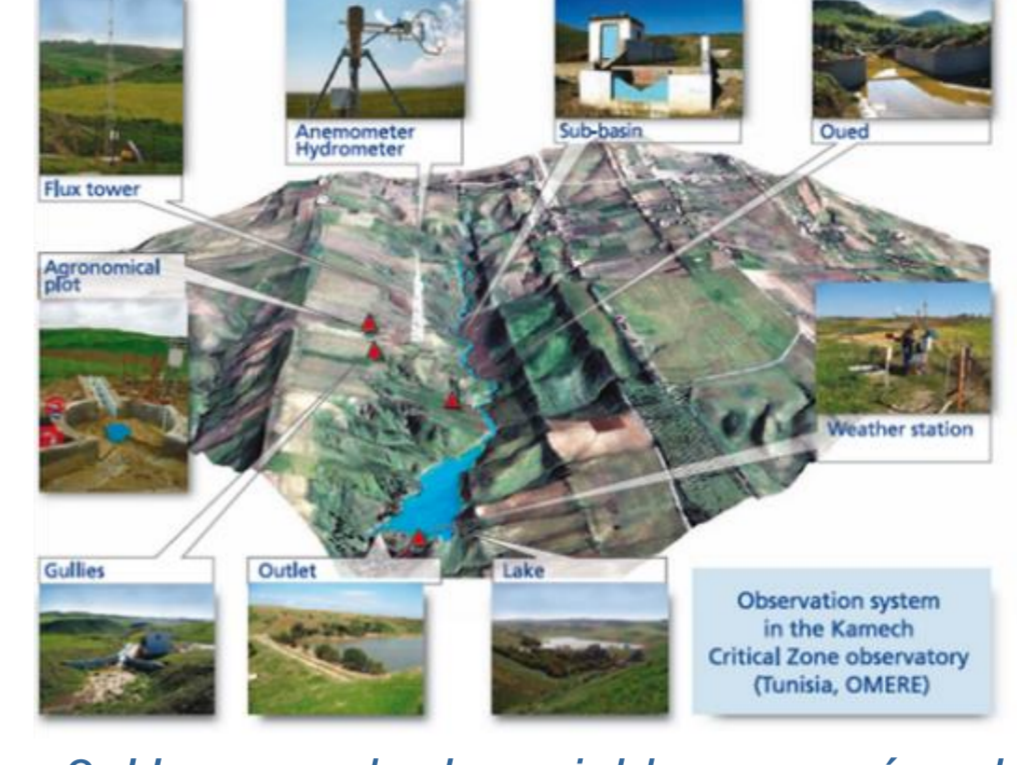 Anemometer
Hydrometer
Sub-basin
Oued
Flux tower
Agronomical
plot
Weather station
Gullies
Outlet
Lake
Observation system
in the Kamech
Critical Zone observatory
(Tunisia, OMERE)